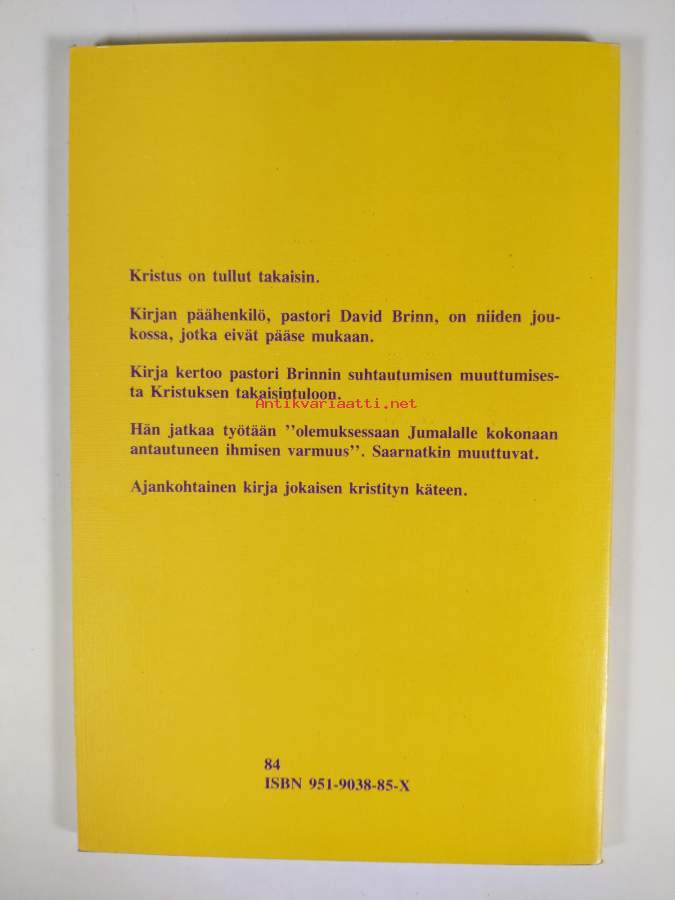 Kristus on tullut takaisin.
Kirjan päähenkilö, pastori David Brinn, on niiden jou-
kossa, jotka eivät pääse mukaan.
Kirja kertoo pastori Brinnin suhtautumisen muuttumises-
ta Kristuksen takaisintuloon.
Antikvariaatti.net
Hän jatkaa työtään ''olemuksessaan Jumalalle kokonaan
antautuneen ihmisen varmuus''. Saarnatkin muuttuvat.
Ajankohtainen kirja jokaisen kristityn käteen.
84
ISBN 951-9038-85-X